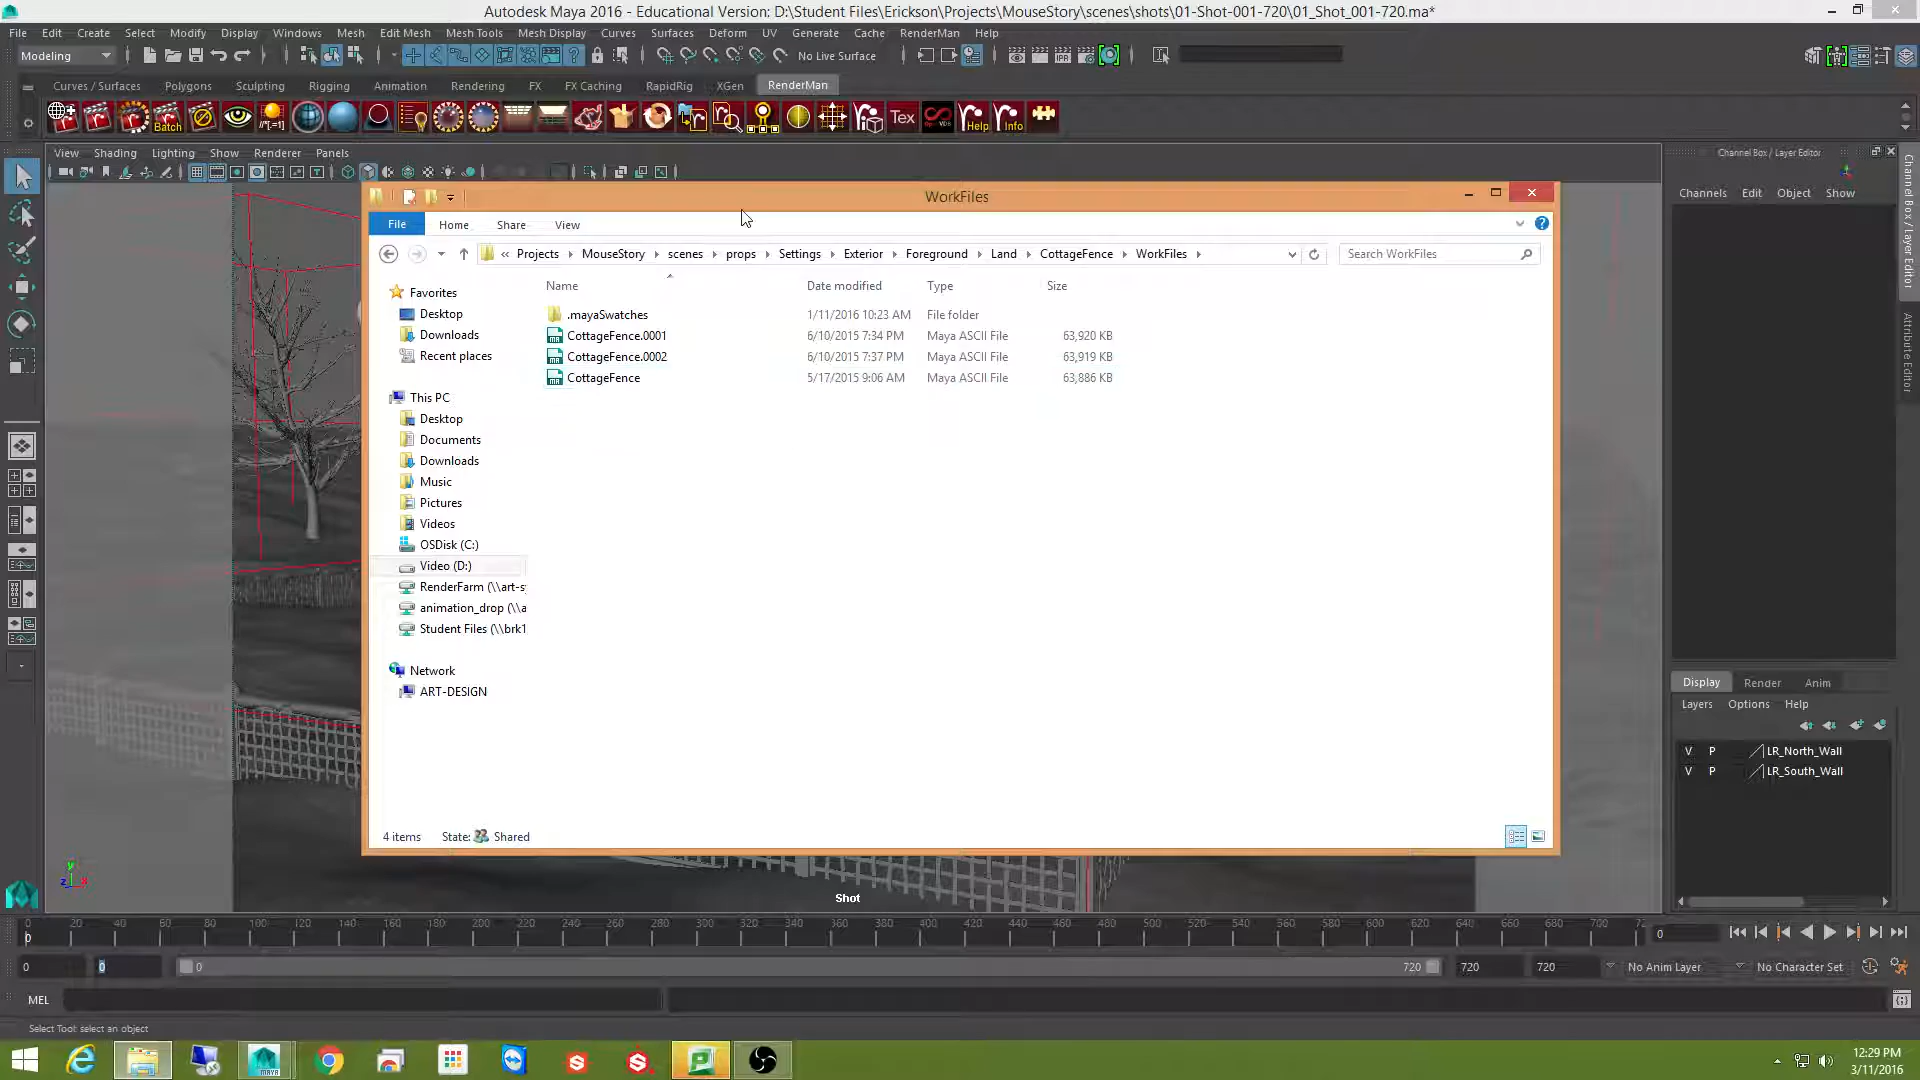 Autodesk Maya 2016 - Educational Version: D:\Student Files\Erickson\Projects\MouseStory\scenes\shots\01-Shot-001-720\01_Shot_001-720.ma*
File Edit Create Select Modify Display Windows Mesh Edit Mesh Mesh Tools Mesh Display Curves Surfaces Deform UV Generate Cache RenderMan Help
Modeling No Live Surface
Curves / Surfaces Polygons Sculpting Rigging Animation Rendering FX FX Caching RapidRig XGen RenderMan
Batch Tex Help Info
View Shading Lighting Show Renderer Panels
Channel Box / Layer Editor
Channels Edit Object Show
Channel Box / Layer Editor
Attribute Editor
WorkFiles
File Home Share View
« Projects MouseStory scenes props Settings Exterior Foreground Land CottageFence WorkFiles
Search WorkFiles
Name Date modified Type Size
.mayaSwatches 1/11/2016 10:23 AM File folder
CottageFence.0001 6/10/2015 7:34 PM Maya ASCII File 63,920 KB
CottageFence.0002 6/10/2015 7:37 PM Maya ASCII File 63,919 KB
CottageFence 5/17/2015 9:06 AM Maya ASCII File 63,886 KB
Favorites
Desktop
Downloads
Recent places
This PC
Desktop
Documents
Downloads
Music
Pictures
Videos
OSDisk (C:)
Video (D:)
RenderFarm (\\art-s
animation_drop (\\a
Student Files (\\brk1
Network
ART-DESIGN
4 items State: Shared
Display Render Anim
Layers Options Help
V P LR_North_Wall
V P LR_South_Wall
Shot
0 20 40 60 80 100 120 140 160 180 200 220 240 260 280 300 320 340 360 380 400 420 440 460 480 500 520 540 560 580 600 620 640 660 680 700 72
0 0
0 0 0 720 720 720 No Anim Layer No Character Set
MEL
Select Tool: select an object
MAYA
12:29 PM
3/11/2016